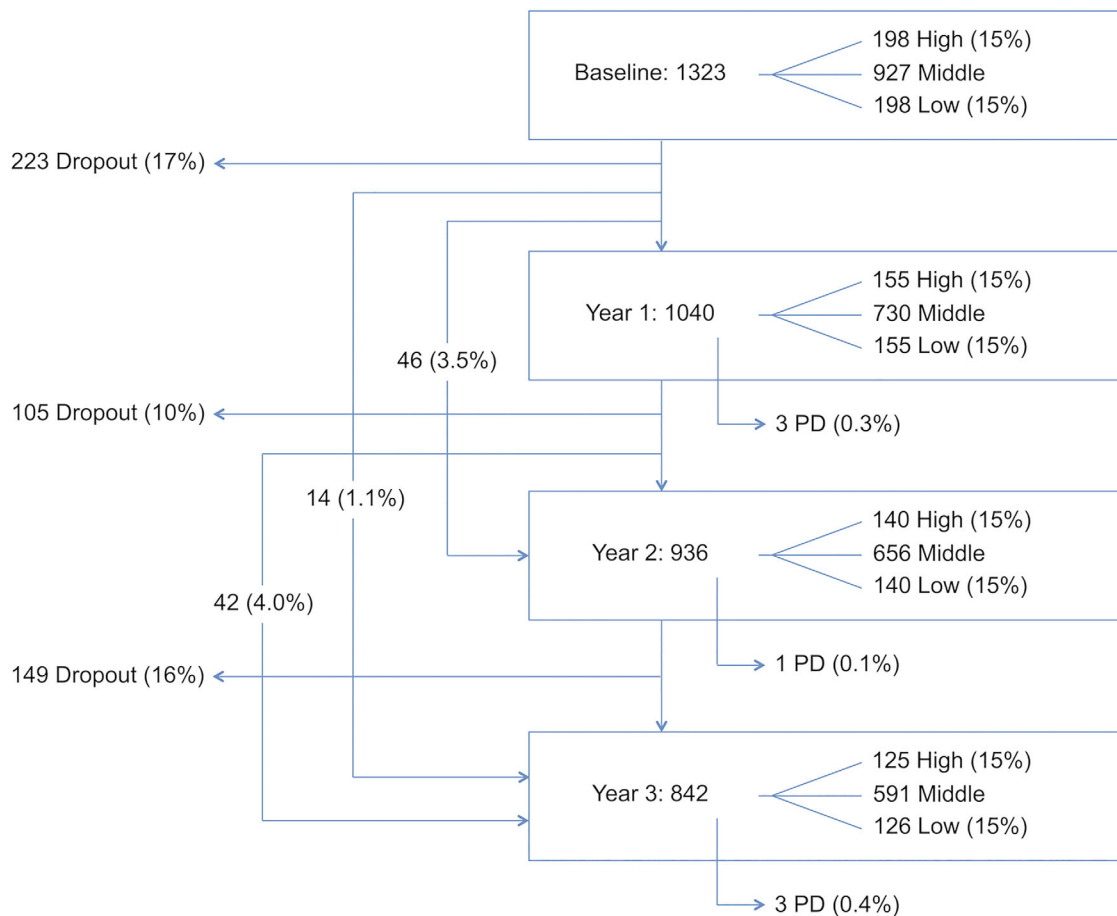 198 High (15%)
Baseline: 1323
927 Middle
198 Low (15%)
223 Dropout (17%)
155 High (15%)
Year 1: 1040
730 Middle
155 Low (15%)
46 (3.5%)
105 Dropout (10%)
3 PD (0.3%)
14 (1.1%)
140 High (15%)
Year 2: 936
656 Middle
140 Low (15%)
42 (4.0%)
149 Dropout (16%)
1 PD (0.1%)
125 High (15%)
Year 3: 842
591 Middle
126 Low (15%)
3 PD (0.4%)